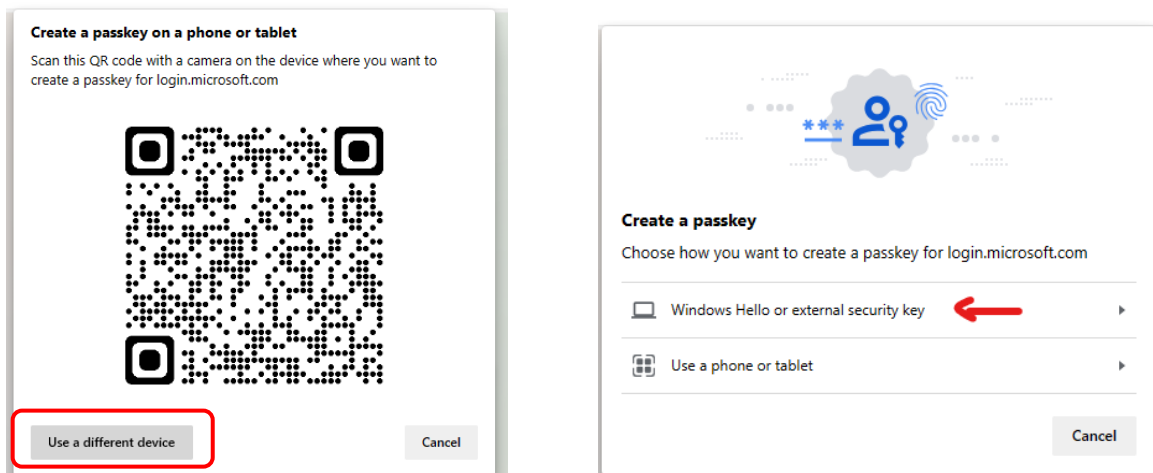 Create a passkey on a phone or tablet
Scan this QR code with a camera on the device where you want to
create a passkey for login.microsoft.com
Use a different device
Cancel
***
Create a passkey
Choose how you want to create a passkey for login.microsoft.com
Windows Hello or external security key
Use a phone or tablet
Cancel